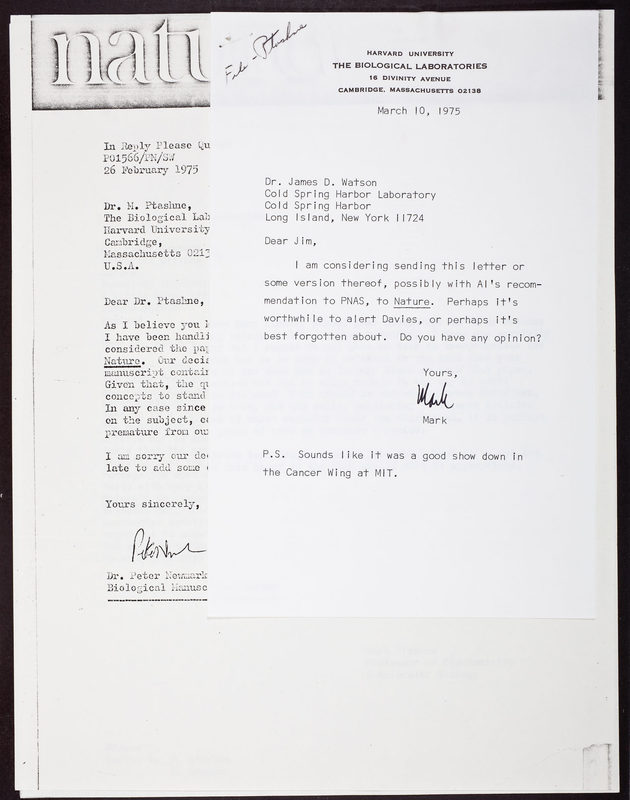 natu
File - Ptashne
HARVARD UNIVERSITY
THE BIOLOGICAL LABORATORIES
16 DIVINITY AVENUE
CAMBRIDGE, MASSACHUSETTS 02138
March 10, 1975
Dr. James D. Watson
Cold Spring Harbor Laboratory
Cold Spring Harbor
Long Island, New York 11724
Dear Jim,
I am considering sending this letter or
some version thereof, possibly with Al's recom-
mendation to PNAS, to Nature. Perhaps it's
worthwhile to alert Davies, or perhaps it's
best forgotten about. Do you have any opinion?
Yours,
Mark
Mark
P.S. Sounds like it was a good show down in
the Cancer Wing at MIT.
In Reply Please Qu
P01566/PN/SW
26 February 1975
Dr. M. Ptashne,
The Biological Lab
Harvard University
Cambridge,
Massachusetts 0213
U.S.A.
Dear Dr. Ptashne,
As I believe you
I have been handli
considered the pap
Nature. Our decis
manuscript contain
Given that, the qu
concepts to stand
In any case since
on the subject,
premature from our
I am sorry our de
late to add some
Yours sincerely,
Dr. Peter Newmark
Biological Manusc